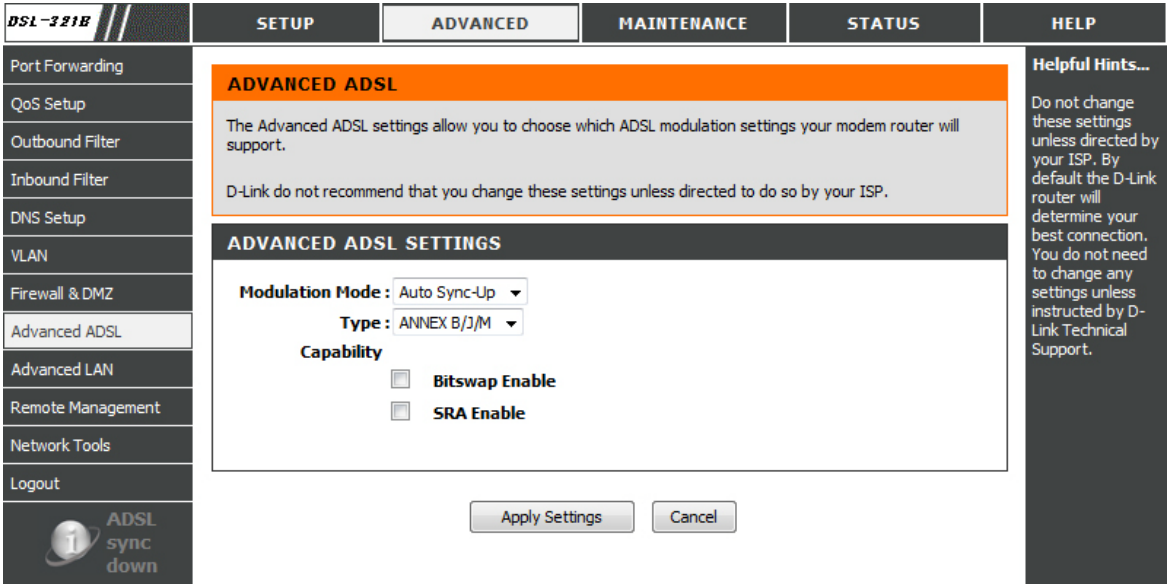 DSL-321B
SETUP
ADVANCED
MAINTENANCE
STATUS
HELP
Port Forwarding
QoS Setup
Outbound Filter
Inbound Filter
DNS Setup
VLAN
Firewall & DMZ
Advanced ADSL
Advanced LAN
Remote Management
Network Tools
Logout
ADSL
sync
down
ADVANCED ADSL
The Advanced ADSL settings allow you to choose which ADSL modulation settings your modem router will
support.
D-Link do not recommend that you change these settings unless directed to do so by your ISP.
ADVANCED ADSL SETTINGS
Modulation Mode : Auto Sync-Up
Type : ANNEX B/J/M
Capability
Bitswap Enable
SRA Enable
Apply Settings
Cancel
Helpful Hints...
Do not change
these settings
unless directed by
your ISP. By
default the D-Link
router will
determine your
best connection.
You do not need
to change any
settings unless
instructed by D-
Link Technical
Support.